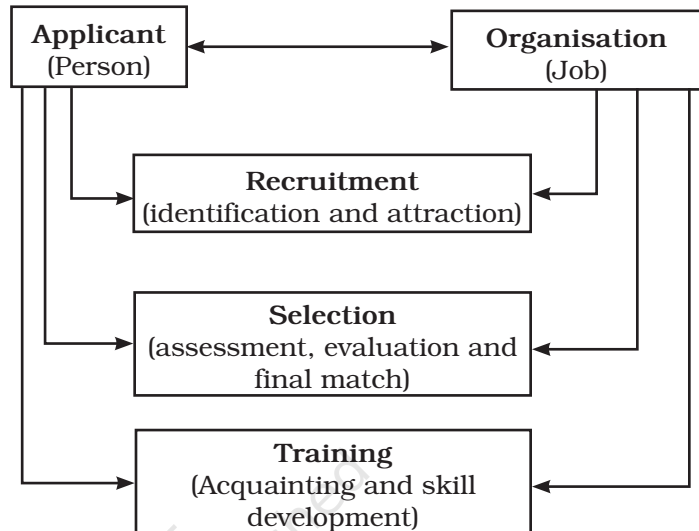 Applicant
(Person)
Organisation
(Job)
Recruitment
(identification and attraction)
Selection
(assessment, evaluation and
final match)
Training
(Acquainting and skill
development)